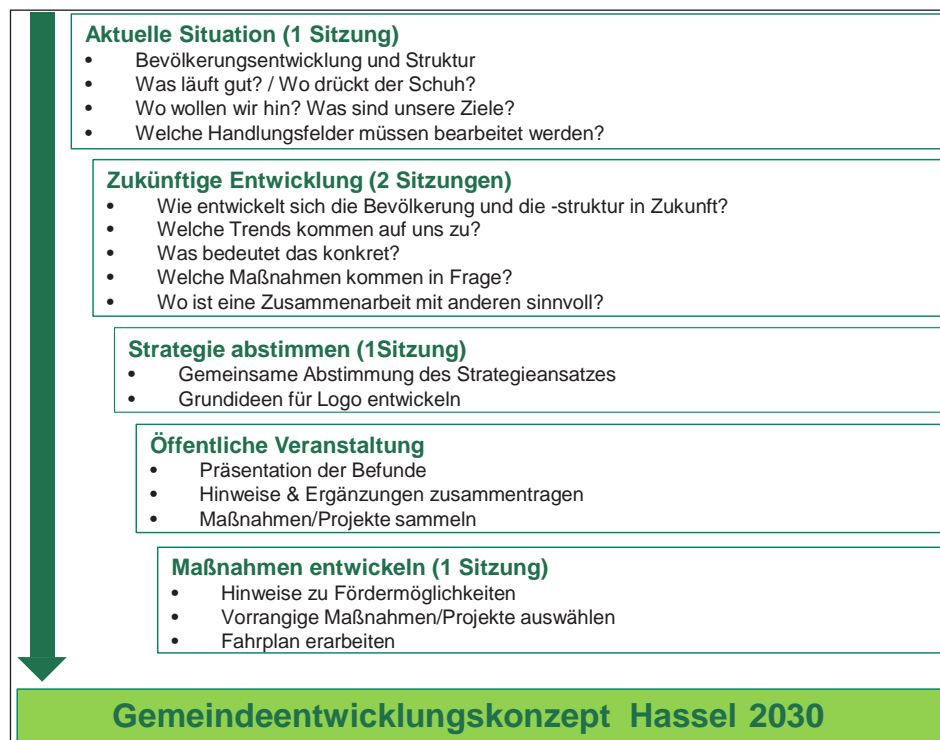 Aktuelle Situation (1 Sitzung)
• Bevölkerungsentwicklung und Struktur
• Was läuft gut? / Wo drückt der Schuh?
• Wo wollen wir hin? Was sind unsere Ziele?
• Welche Handlungsfelder müssen bearbeitet werden?
Zukünftige Entwicklung (2 Sitzungen)
• Wie entwickelt sich die Bevölkerung und die -struktur in Zukunft?
• Welche Trends kommen auf uns zu?
• Was bedeutet das konkret?
• Welche Maßnahmen kommen in Frage?
• Wo ist eine Zusammenarbeit mit anderen sinnvoll?
Strategie abstimmen (1Sitzung)
• Gemeinsame Abstimmung des Strategieansatzes
• Grundideen für Logo entwickeln
Öffentliche Veranstaltung
• Präsentation der Befunde
• Hinweise & Ergänzungen zusammentragen
• Maßnahmen/Projekte sammeln
Maßnahmen entwickeln (1 Sitzung)
• Hinweise zu Fördermöglichkeiten
• Vorrangige Maßnahmen/Projekte auswählen
• Fahrplan erarbeiten
Gemeindeentwicklungskonzept Hassel 2030